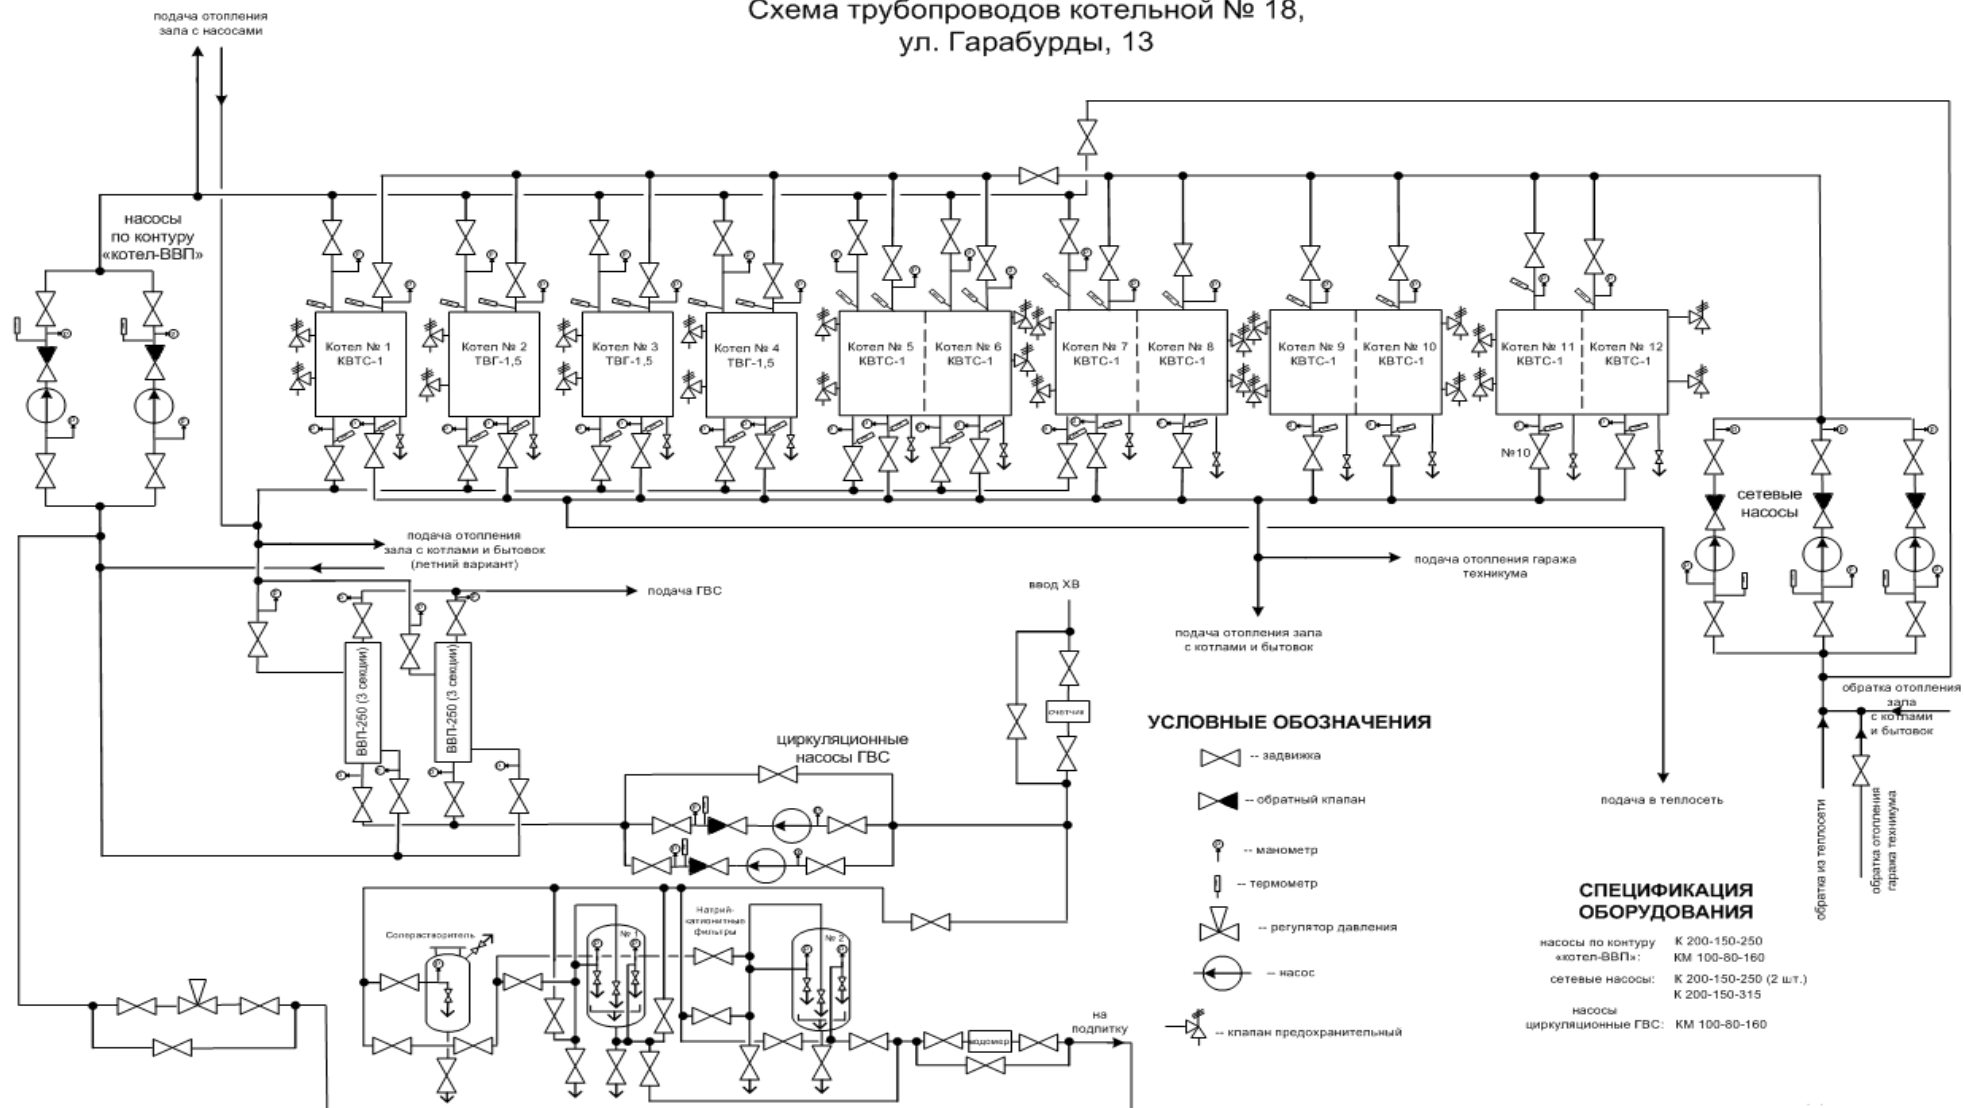 Схема трубопроводов котельной № 18,
ул. Гарабурды, 13
подача отопления
зала с насосами
насосы
по контуру
«котел-ВВП»
Котел № 1
КВТС-1
Котел № 2
ТВГ-1,5
Котел № 3
ТВГ-1,5
Котел № 4
ТВГ-1,5
Котел № 5
КВТС-1
Котел № 6
КВТС-1
Котел № 7
КВТС-1
Котел № 8
КВТС-1
Котел № 9
КВТС-1
Котел № 10
КВТС-1
Котел № 11
КВТС-1
Котел № 12
КВТС-1
№10
сетевые
насосы
подача отопления
зала с котлами и бытовок
(летний вариант)
подача ГВС
ввод ХВ
подача отопления гаража
техникума
подача отопления зала
с котлами и бытовок
ВВП-250 (3 секции)
ВВП-250 (3 секции)
счетчик
циркуляционные
насосы ГВС
обратка отопления
зала
с котлами
и бытовок
подача в теплосеть
обратка из теплосети
обратка отопления
гаража техникума
УСЛОВНЫЕ ОБОЗНАЧЕНИЯ
-- задвижка
-- обратный клапан
-- манометр
-- термометр
-- регулятор давления
-- насос
-- клапан предохранительный
СПЕЦИФИКАЦИЯ
ОБОРУДОВАНИЯ
насосы по контуру К 200-150-250
«котел-ВВП»: КМ 100-80-160
сетевые насосы: К 200-150-250 (2 шт.)
К 200-150-315
насосы
циркуляционные ГВС: КМ 100-80-160
Солерастворитель
№ 1
Натрий-
катионитные
фильтры
№ 2
водомер
на
подпитку